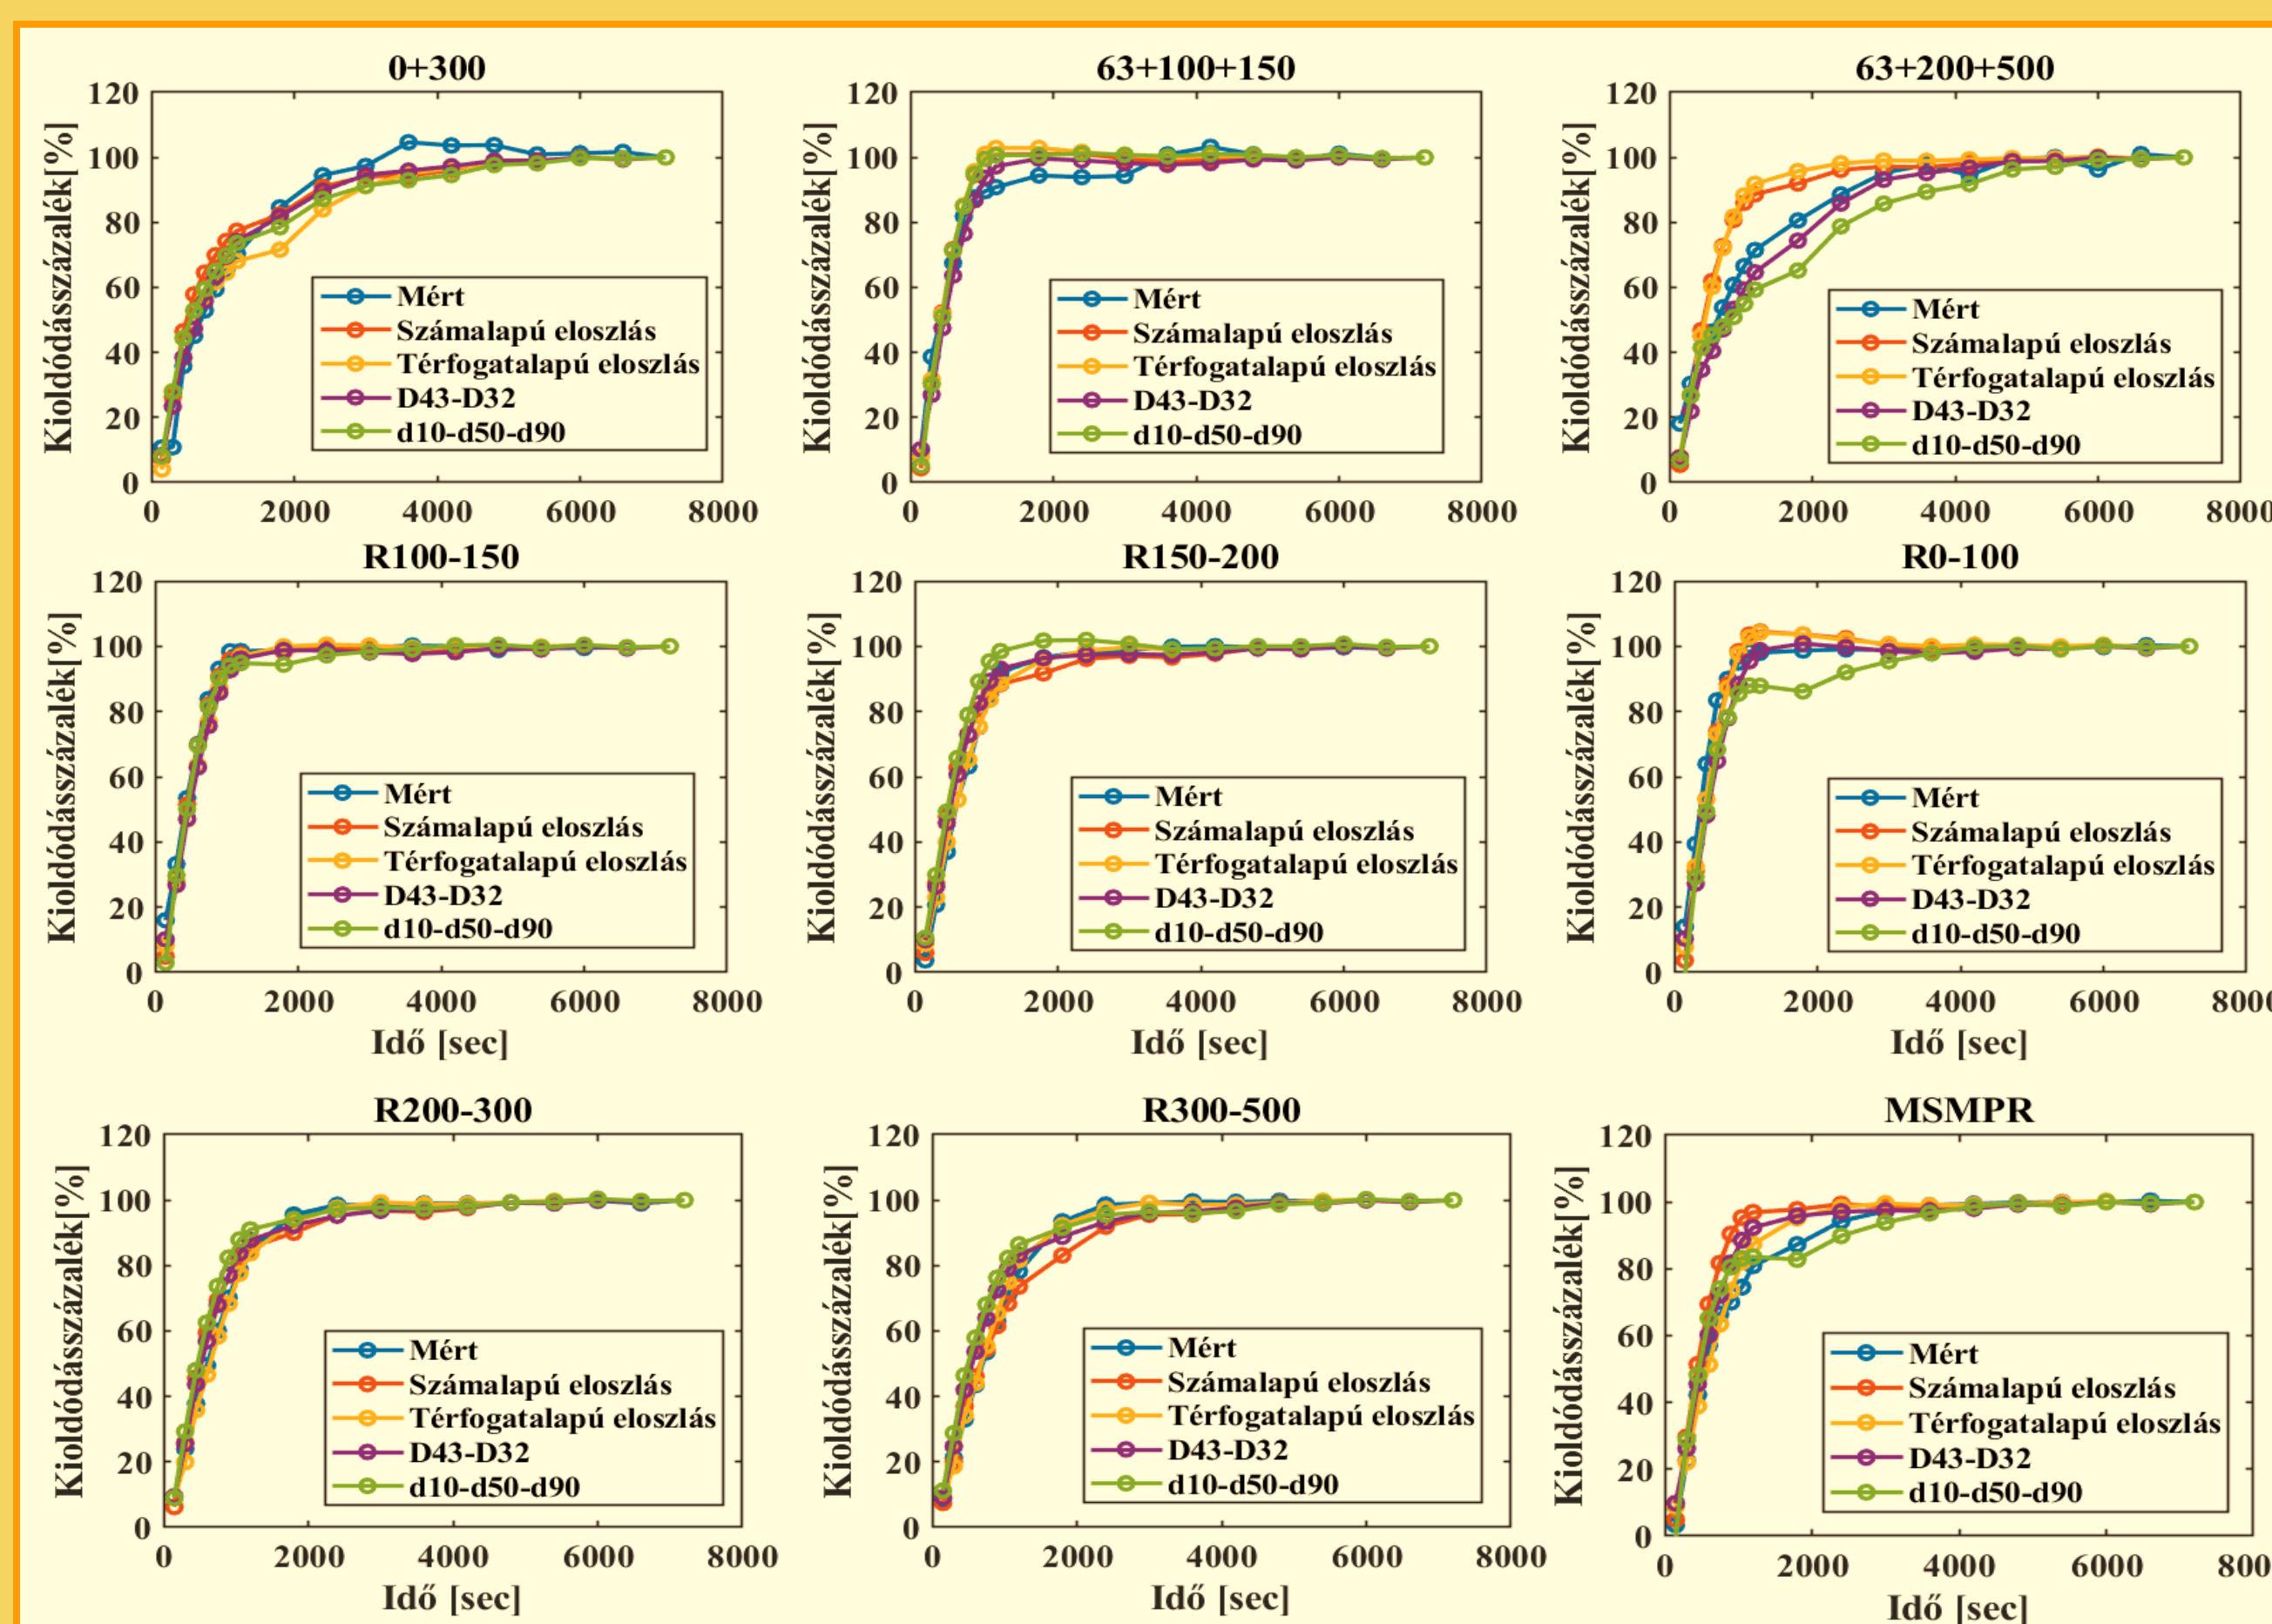 0+300
Kioldódásszázalék[%]
120
100
80
60
40
20
0
0 2000 4000 6000 8000
Mért
Számalapú eloszlás
Térfogatalapú eloszlás
D43-D32
d10-d50-d90
63+100+150
Kioldódásszázalék[%]
120
100
80
60
40
20
0
0 2000 4000 6000 8000
Mért
Számalapú eloszlás
Térfogatalapú eloszlás
D43-D32
d10-d50-d90
63+200+500
Kioldódásszázalék[%]
120
100
80
60
40
20
0
0 2000 4000 6000 8000
Mért
Számalapú eloszlás
Térfogatalapú eloszlás
D43-D32
d10-d50-d90
R100-150
Kioldódásszázalék[%]
120
100
80
60
40
20
0
0 2000 4000 6000 8000
Idő [sec]
Mért
Számalapú eloszlás
Térfogatalapú eloszlás
D43-D32
d10-d50-d90
R150-200
Kioldódásszázalék[%]
120
100
80
60
40
20
0
0 2000 4000 6000 8000
Idő [sec]
Mért
Számalapú eloszlás
Térfogatalapú eloszlás
D43-D32
d10-d50-d90
R0-100
Kioldódásszázalék[%]
120
100
80
60
40
20
0
0 2000 4000 6000 8000
Idő [sec]
Mért
Számalapú eloszlás
Térfogatalapú eloszlás
D43-D32
d10-d50-d90
R200-300
Kioldódásszázalék[%]
120
100
80
60
40
20
0
0 2000 4000 6000 8000
Idő [sec]
Mért
Számalapú eloszlás
Térfogatalapú eloszlás
D43-D32
d10-d50-d90
R300-500
Kioldódásszázalék[%]
120
100
80
60
40
20
0
0 2000 4000 6000 8000
Idő [sec]
Mért
Számalapú eloszlás
Térfogatalapú eloszlás
D43-D32
d10-d50-d90
MSMPR
Kioldódásszázalék[%]
120
100
80
60
40
20
0
0 2000 4000 6000 800
Idő [sec]
Mért
Számalapú eloszlás
Térfogatalapú eloszlás
D43-D32
d10-d50-d90